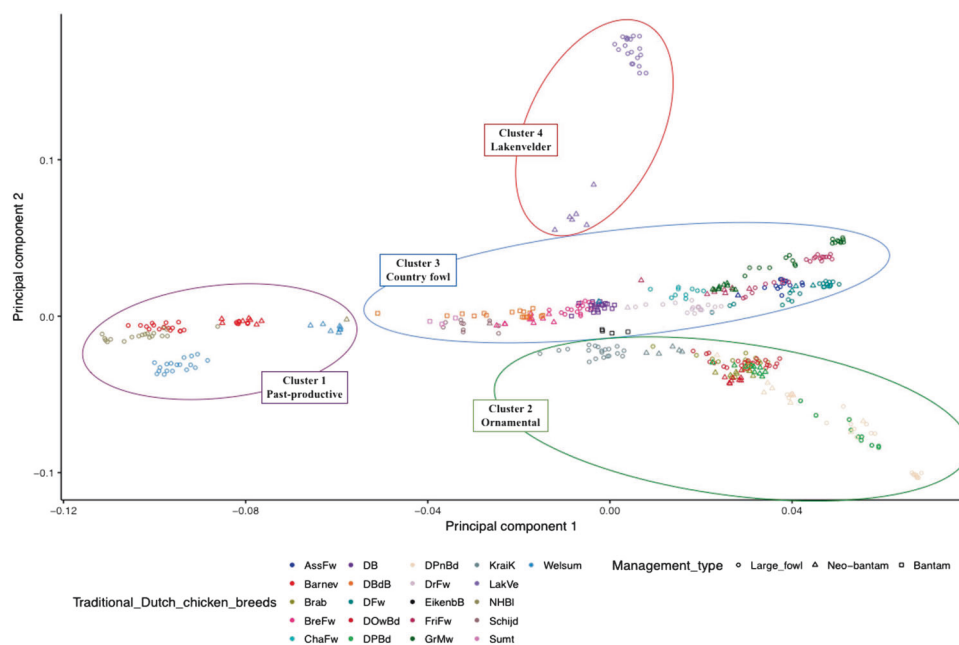 Cluster 4
Lakenvelder
0.1
Principal component 2
Cluster 3
Country fowl
0.0
Cluster 1
Past-productive
Cluster 2
Ornamental
−0.1
−0.12
−0.08
−0.04
0.00
0.04
Principal component 1
Traditional_Dutch_chicken_breeds
AssFw DB DPnBd KraiK Welsum
Barnev DBdB DrFw LakVe
Brab DFw EikenbB NHBl
BreFw DOwBd FriFw Schijd
ChaFw DPBd GrMw Sumt
Management_type Large_fowl Neo-bantam Bantam